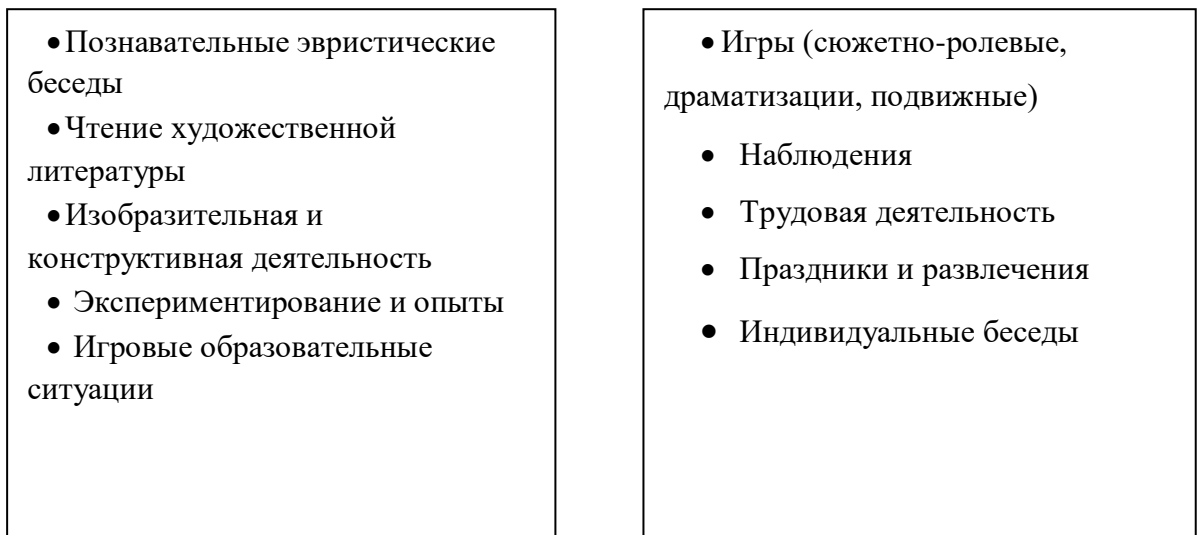 •Познавательные эвристические
беседы
•Чтение художественной
литературы
•Изобразительная и
конструктивная деятельность
• Экспериментирование и опыты
• Игровые образовательные
ситуации
•Игры (сюжетно-ролевые,
драматизации, подвижные)
• Наблюдения
• Трудовая деятельность
• Праздники и развлечения
• Индивидуальные беседы